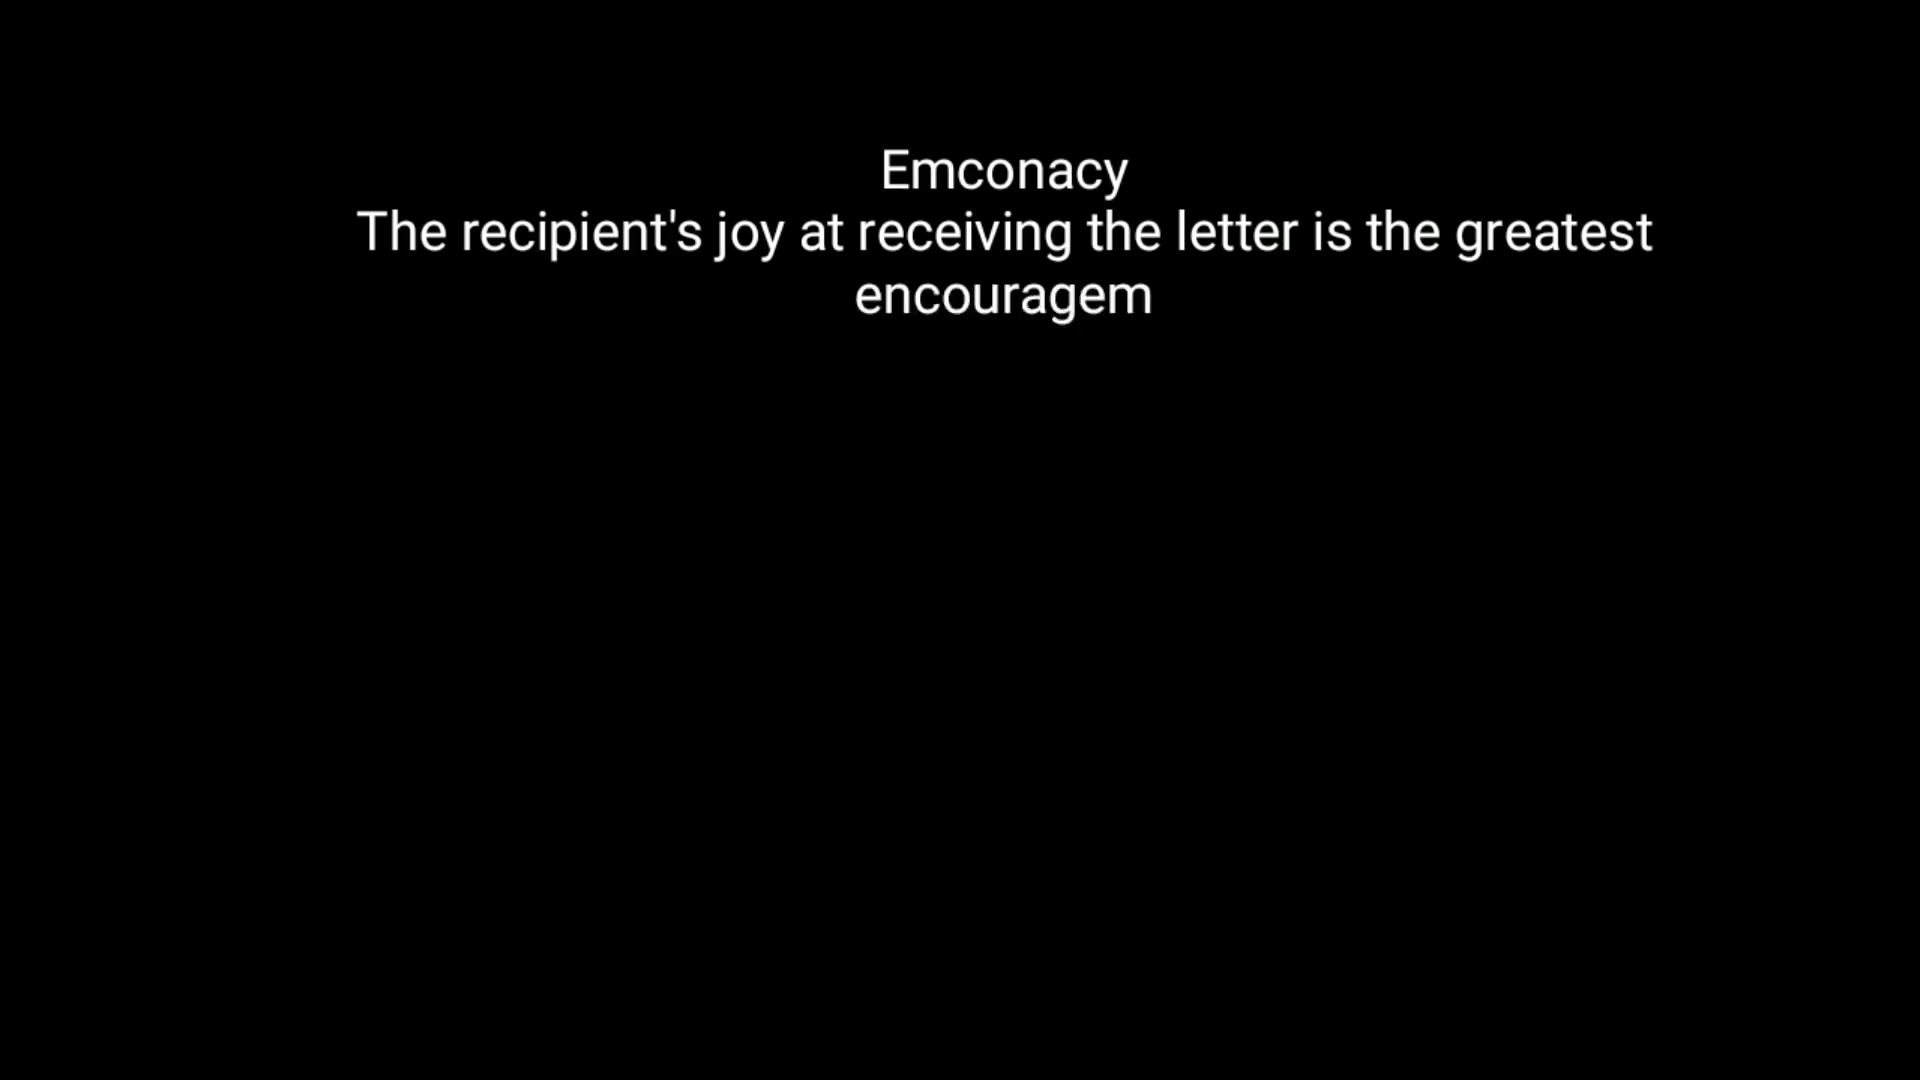 Emconacy
The recipient's joy at receiving the letter is the greatest
encouragem